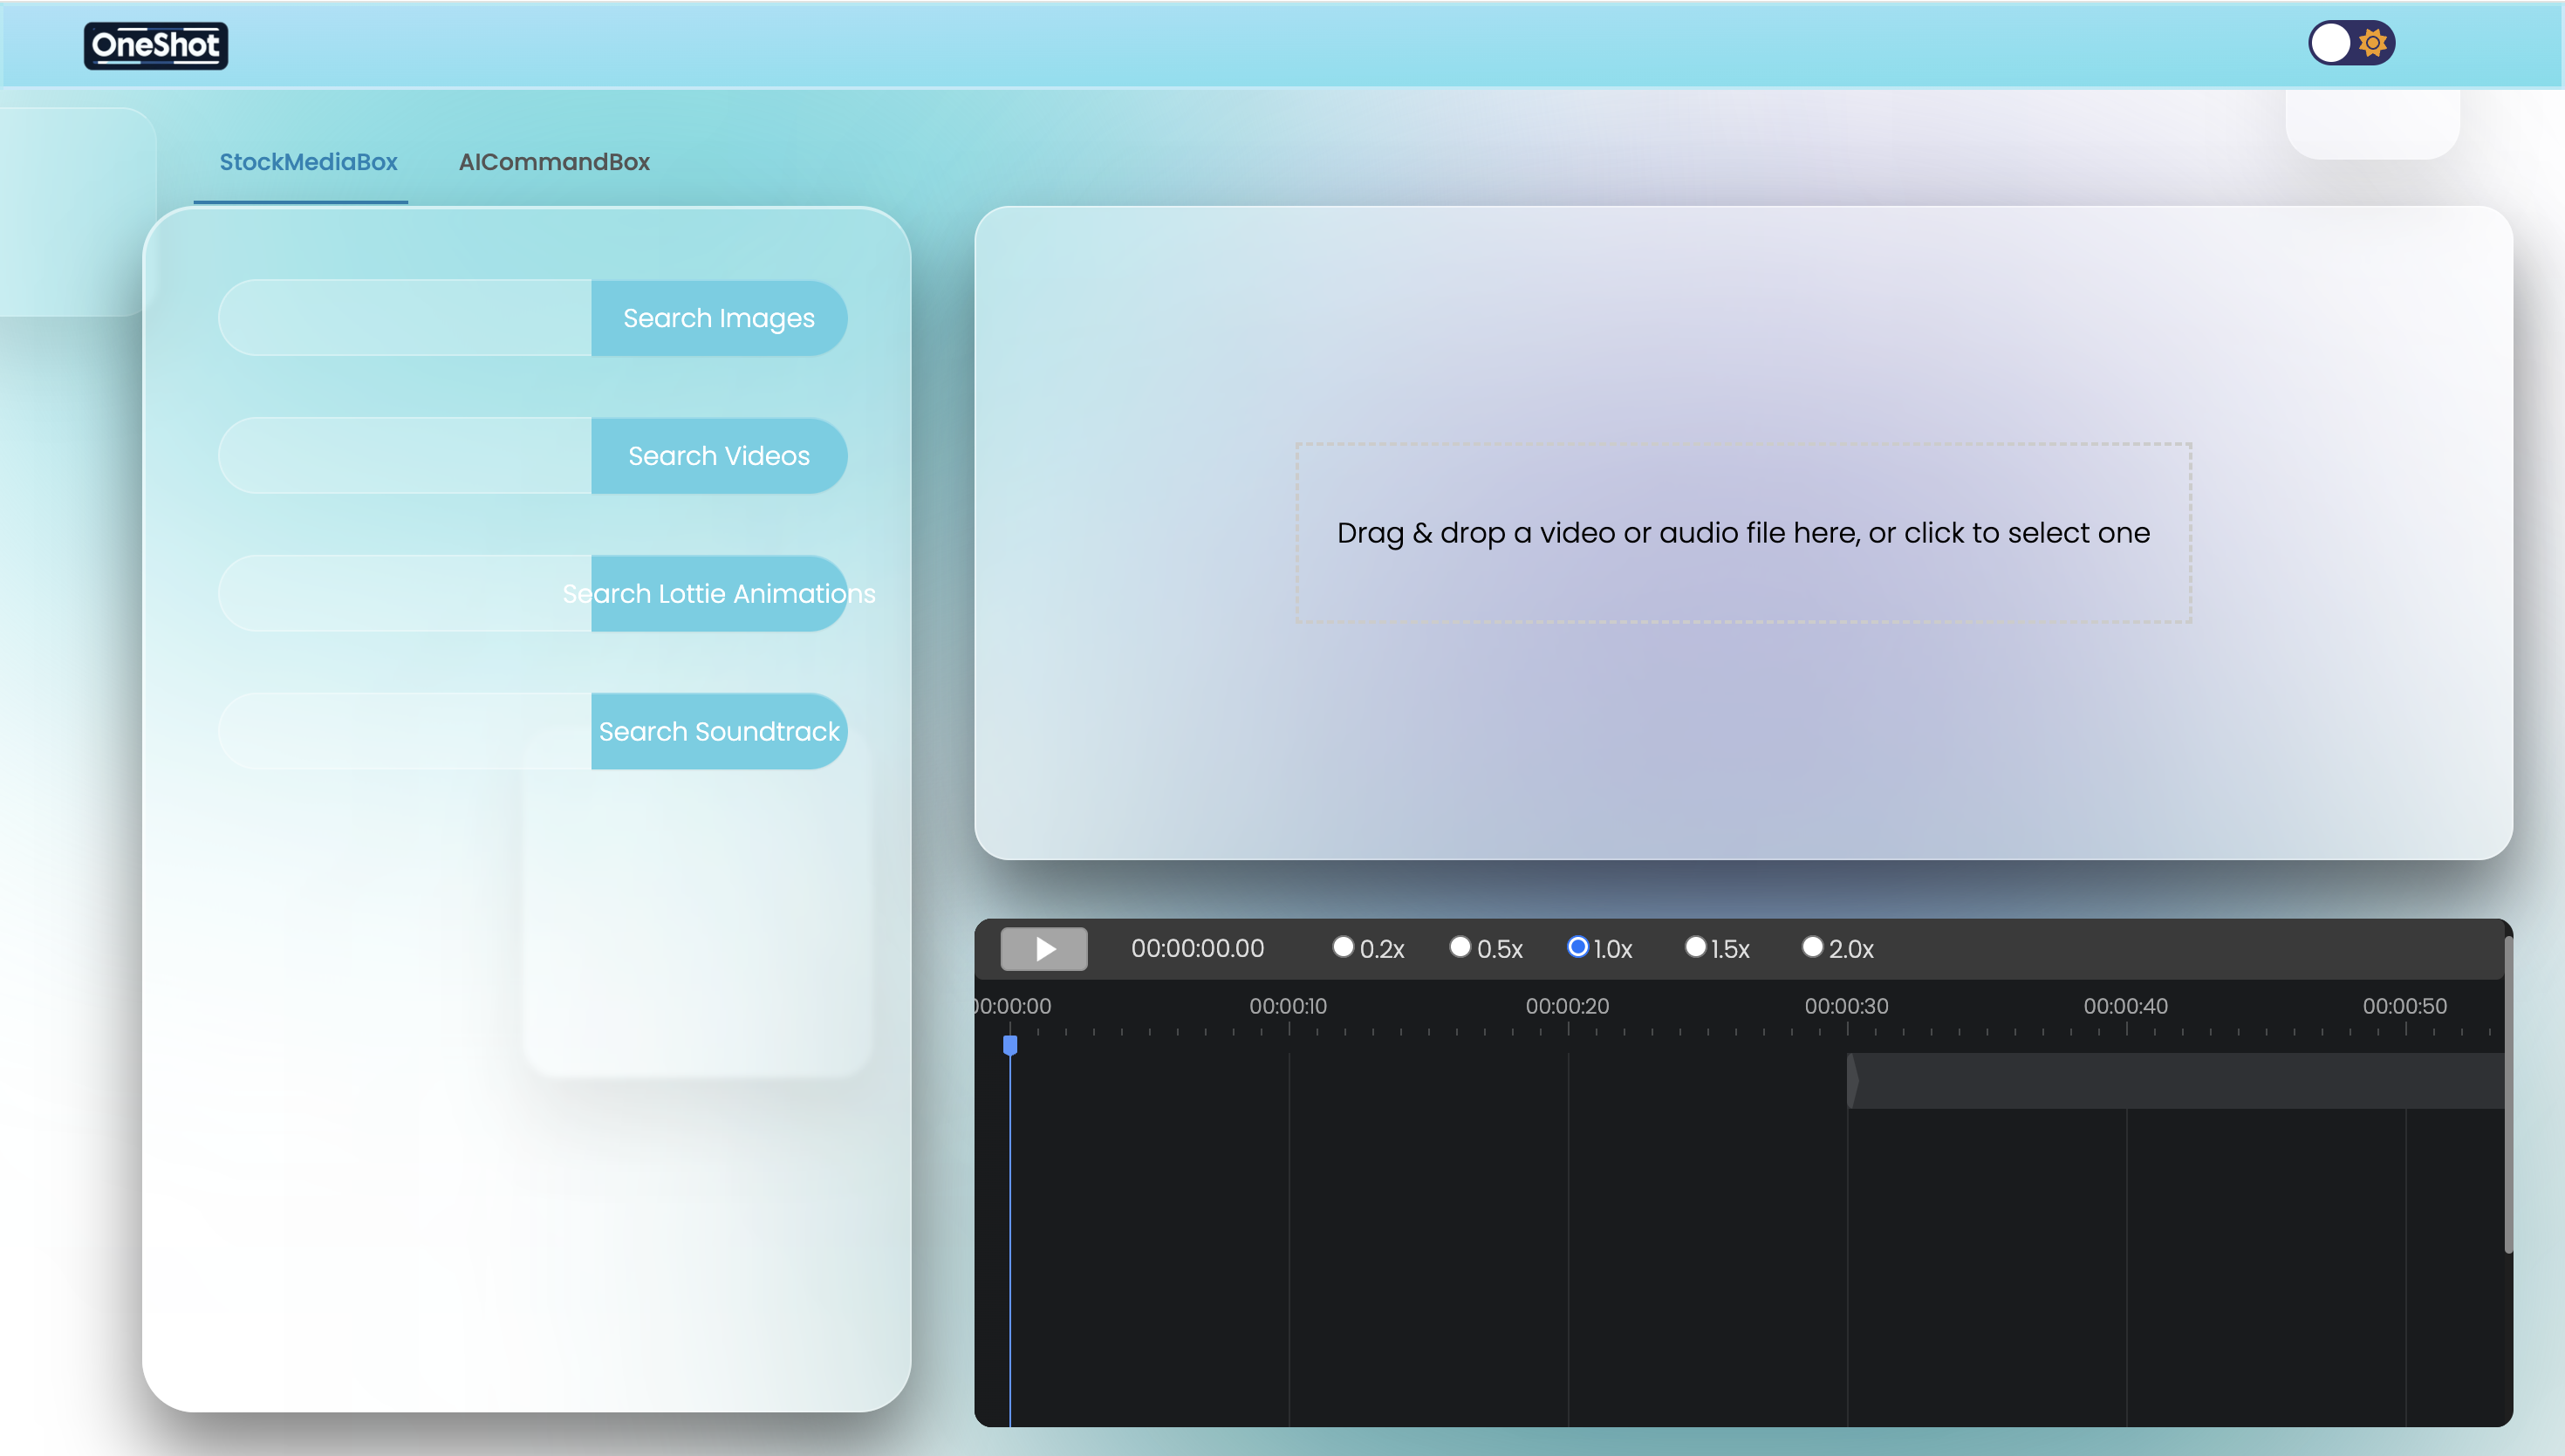 OneShot
StockMediaBox AICommandBox
Search Images
Search Videos
Search Lottie Animations
Search Soundtrack
Drag & drop a video or audio file here, or click to select one
00:00:00.00 0.2x 0.5x 1.0x 1.5x 2.0x
00:00:00 00:00:10 00:00:20 00:00:30 00:00:40 00:00:50